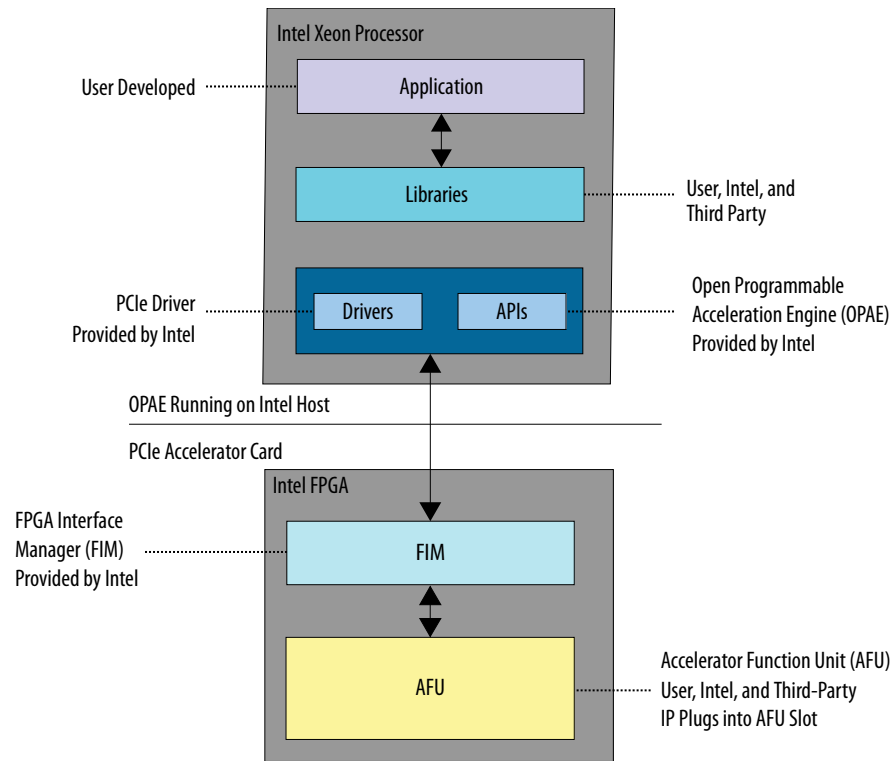 Intel Xeon Processor
User Developed
Application
Libraries
User, Intel, and
Third Party
PCIe Driver
Provided by Intel
Drivers
APIs
Open Programmable
Acceleration Engine (OPAE)
Provided by Intel
OPAE Running on Intel Host
PCIe Accelerator Card
Intel FPGA
FPGA Interface
Manager (FIM)
Provided by Intel
FIM
AFU
Accelerator Function Unit (AFU)
User, Intel, and Third-Party
IP Plugs into AFU Slot